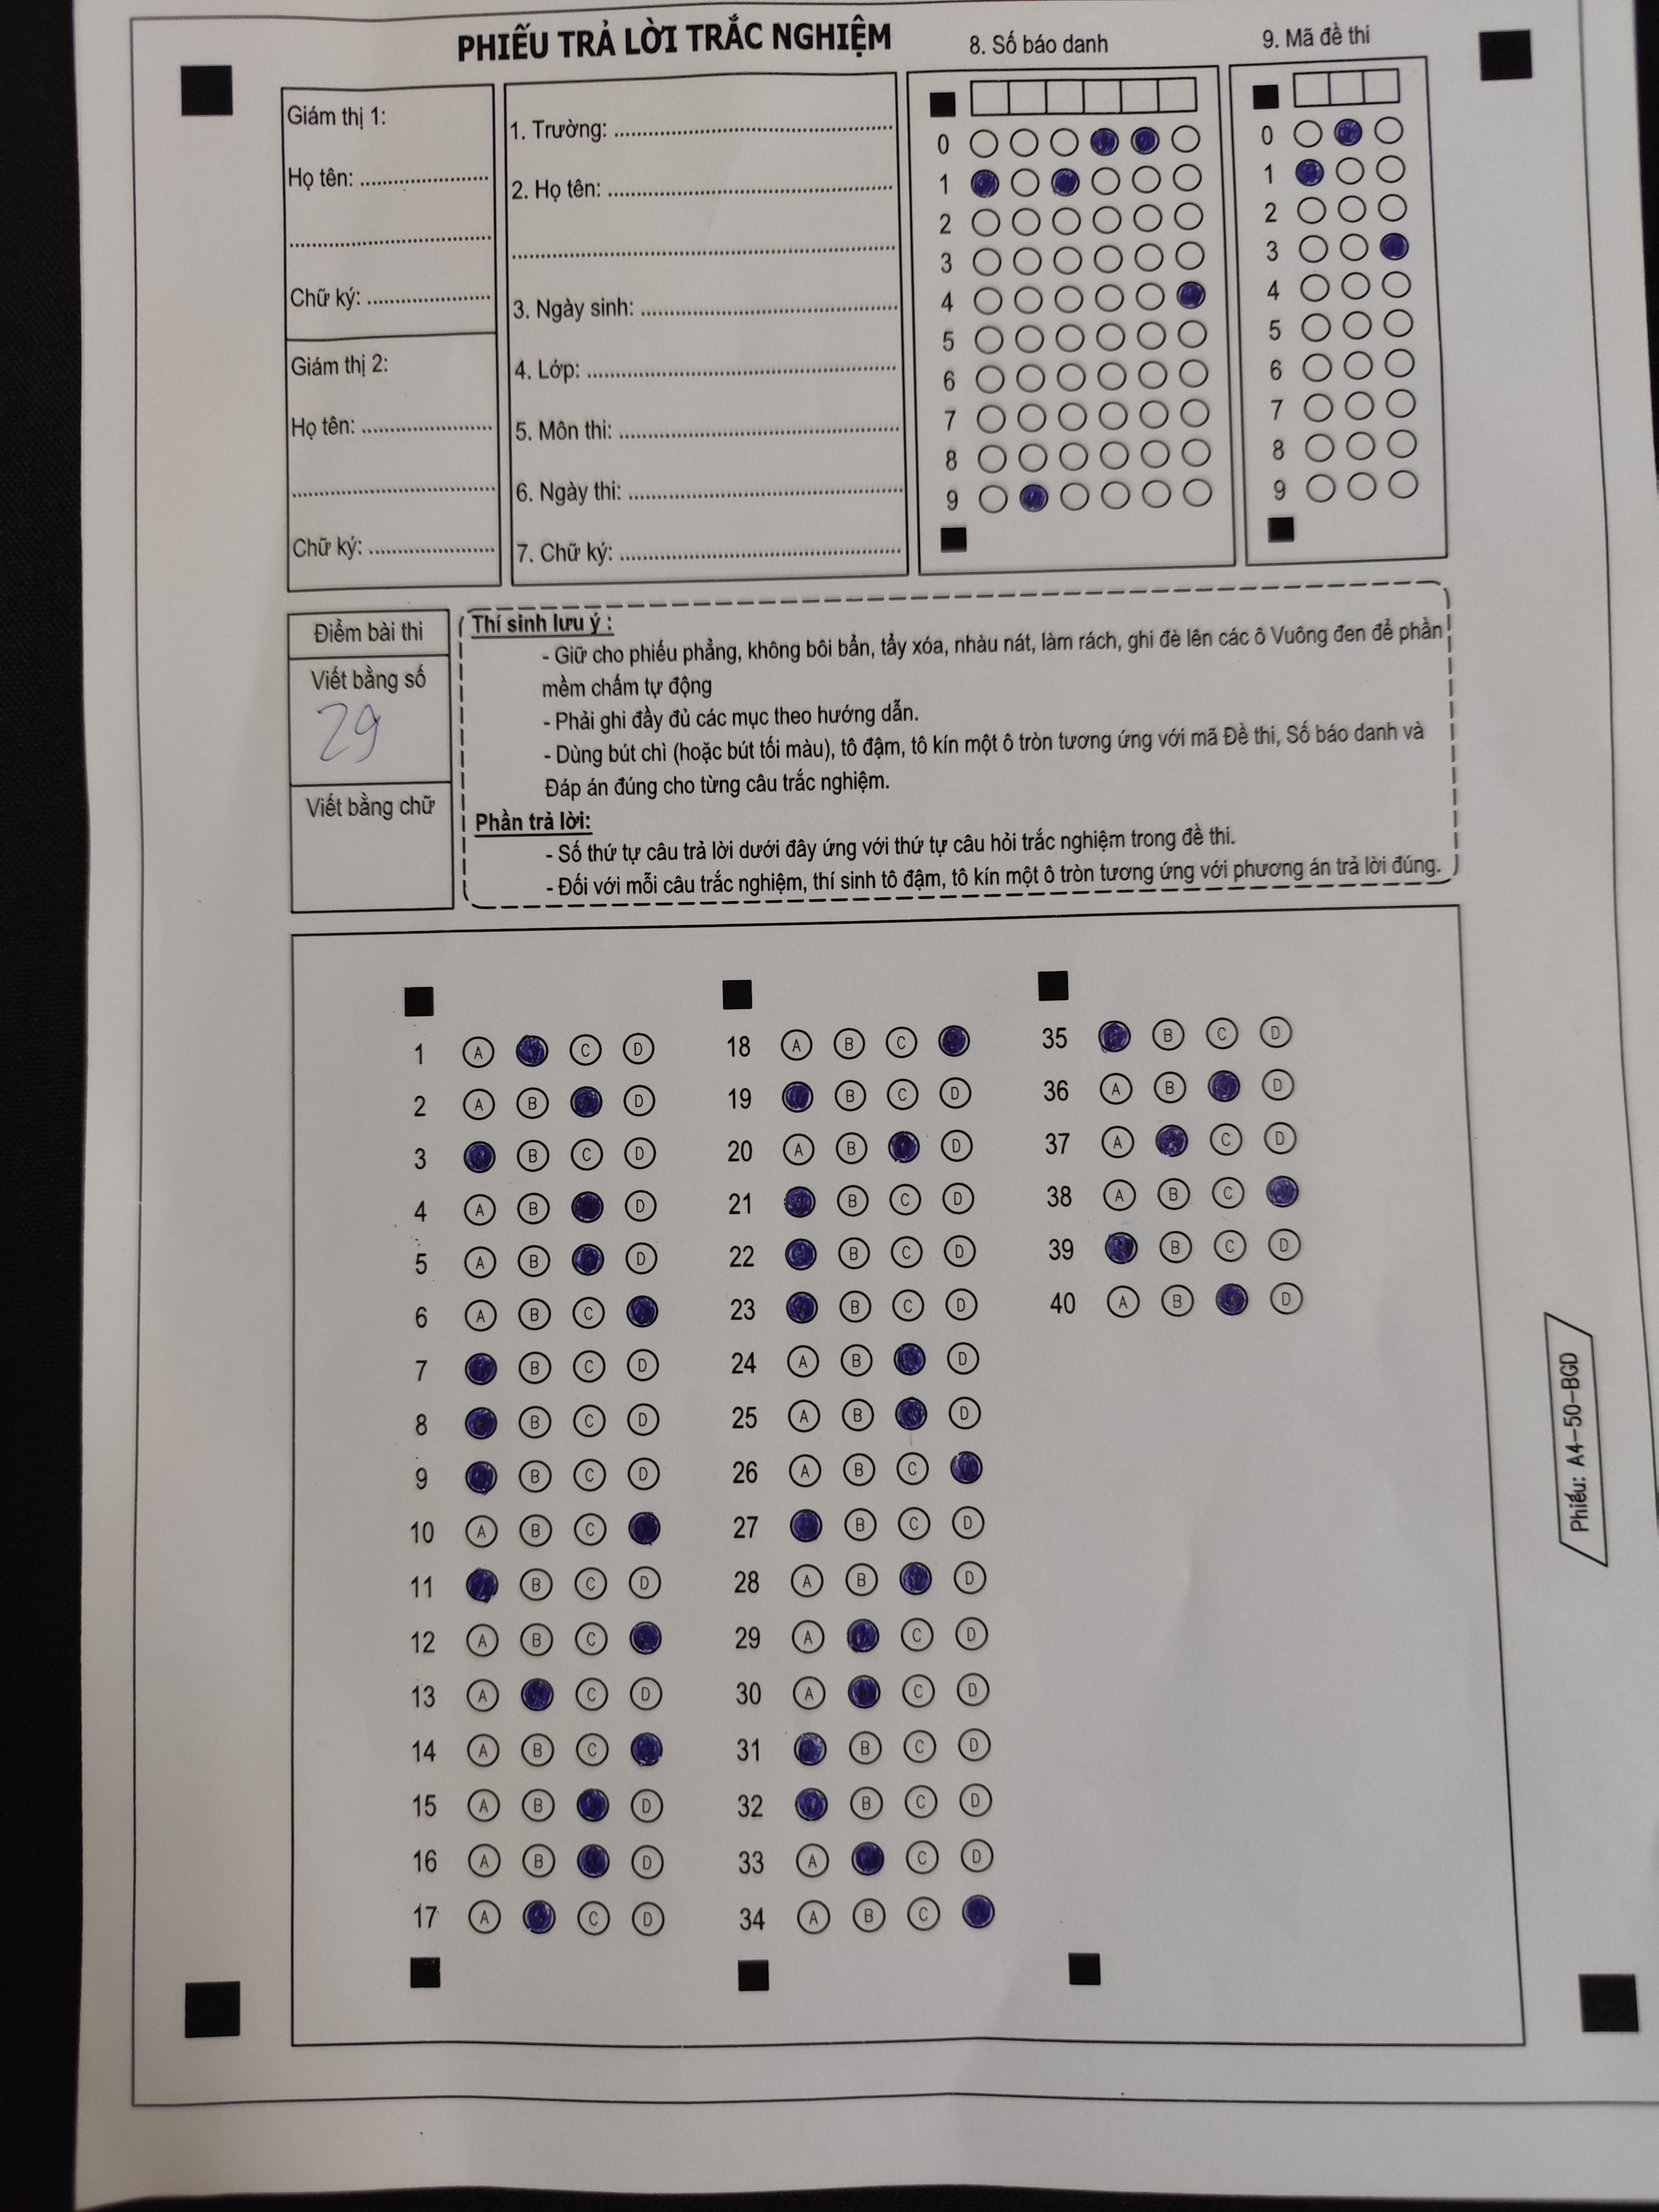 PHIẾU TRẢ LỜI TRẮC NGHIỆM
8. Số báo danh
9. Mã đề thi
Giám thị 1:
Họ tên: ........................
........................................
Chữ ký: ........................
Giám thị 2:
Họ tên: ........................
........................................
Chữ ký: ........................
1. Trường: ..................................................
2. Họ tên: ..................................................
......................................................................
3. Ngày sinh: ..............................................
4. Lớp: ........................................................
5. Môn thi: ..................................................
6. Ngày thi: .................................................
7. Chữ ký: ..................................................
0
1
2
3
4
5
6
7
8
9
0
1
2
3
4
5
6
7
8
9
Điểm bài thi
Viết bằng số
29
Viết bằng chữ
Thí sinh lưu ý :
- Giữ cho phiếu phẳng, không bôi bẩn, tẩy xóa, nhàu nát, làm rách, ghi đè lên các ô Vuông đen để phần
mềm chấm tự động
- Phải ghi đầy đủ các mục theo hướng dẫn.
- Dùng bút chì (hoặc bút tối màu), tô đậm, tô kín một ô tròn tương ứng với mã Đề thi, Số báo danh và
Đáp án đúng cho từng câu trắc nghiệm.
Phần trả lời:
- Số thứ tự câu trả lời dưới đây ứng với thứ tự câu hỏi trắc nghiệm trong đề thi.
- Đối với mỗi câu trắc nghiệm, thí sinh tô đậm, tô kín một ô tròn tương ứng với phương án trả lời đúng.
1 A C D
2 A B D
3 B C D
4 A B D
5 A B D
6 A B C
7 B C D
8 B C D
9 B C D
10 A B C
11 B C D
12 A B C
13 A C D
14 A B C
15 A B D
16 A B D
17 A C D
18 A B C
19 B C D
20 A B D
21 B C D
22 B C D
23 B C D
24 A B D
25 A B D
26 A B C
27 B C D
28 A B D
29 A C D
30 A C D
31 B C D
32 B C D
33 A C D
34 A B C
35 B C D
36 A B D
37 A C D
38 A B C
39 B C D
40 A B D
Phiếu: A4-50-BGD